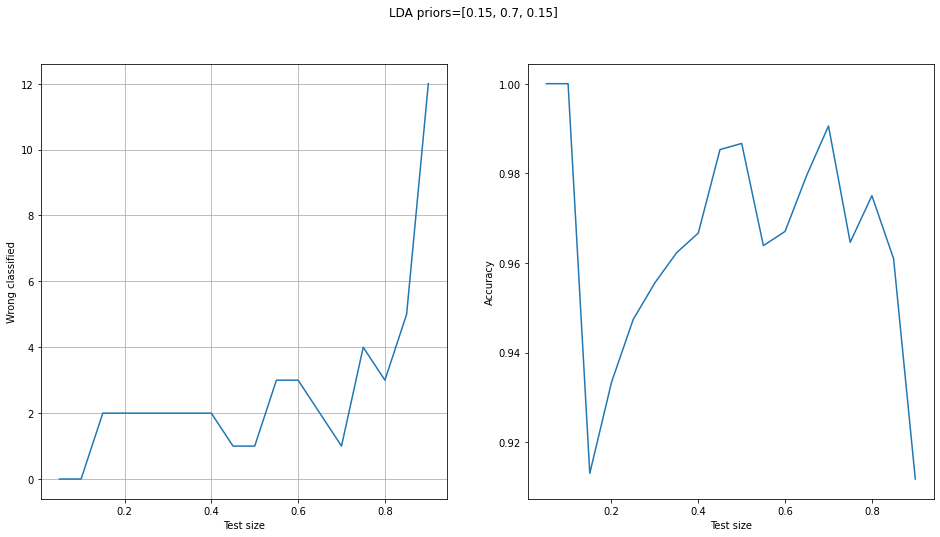 LDA priors=[0.15, 0.7, 0.15]
12
10
8
6
4
2
0
Wrong classified
0.2 0.4 0.6 0.8
Test size
1.00
0.98
0.96
0.94
0.92
Accuracy
0.2 0.4 0.6 0.8
Test size